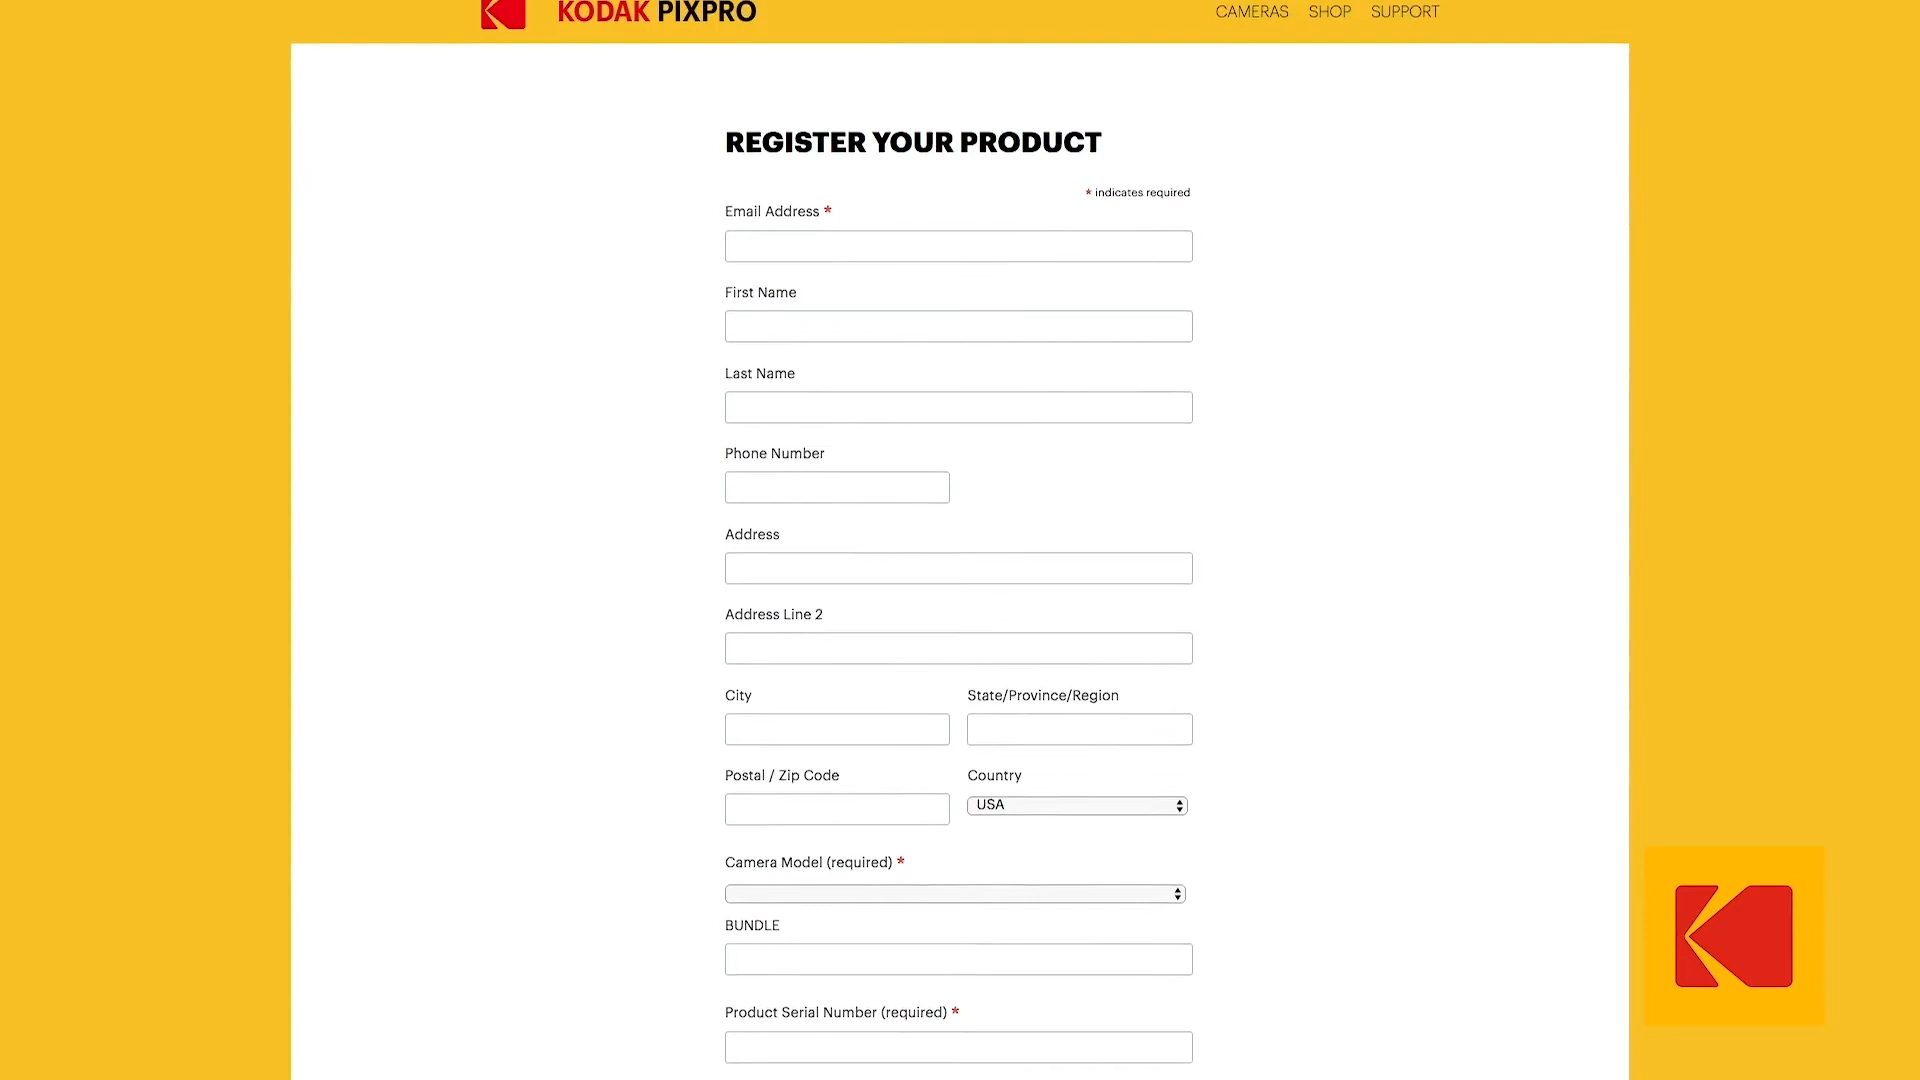 KODAK PIXPRO
CAMERAS SHOP SUPPORT
REGISTER YOUR PRODUCT
* indicates required
Email Address *
First Name
Last Name
Phone Number
Address
Address Line 2
City State/Province/Region
Postal / Zip Code Country
USA
Camera Model (required) *
BUNDLE
Product Serial Number (required) *